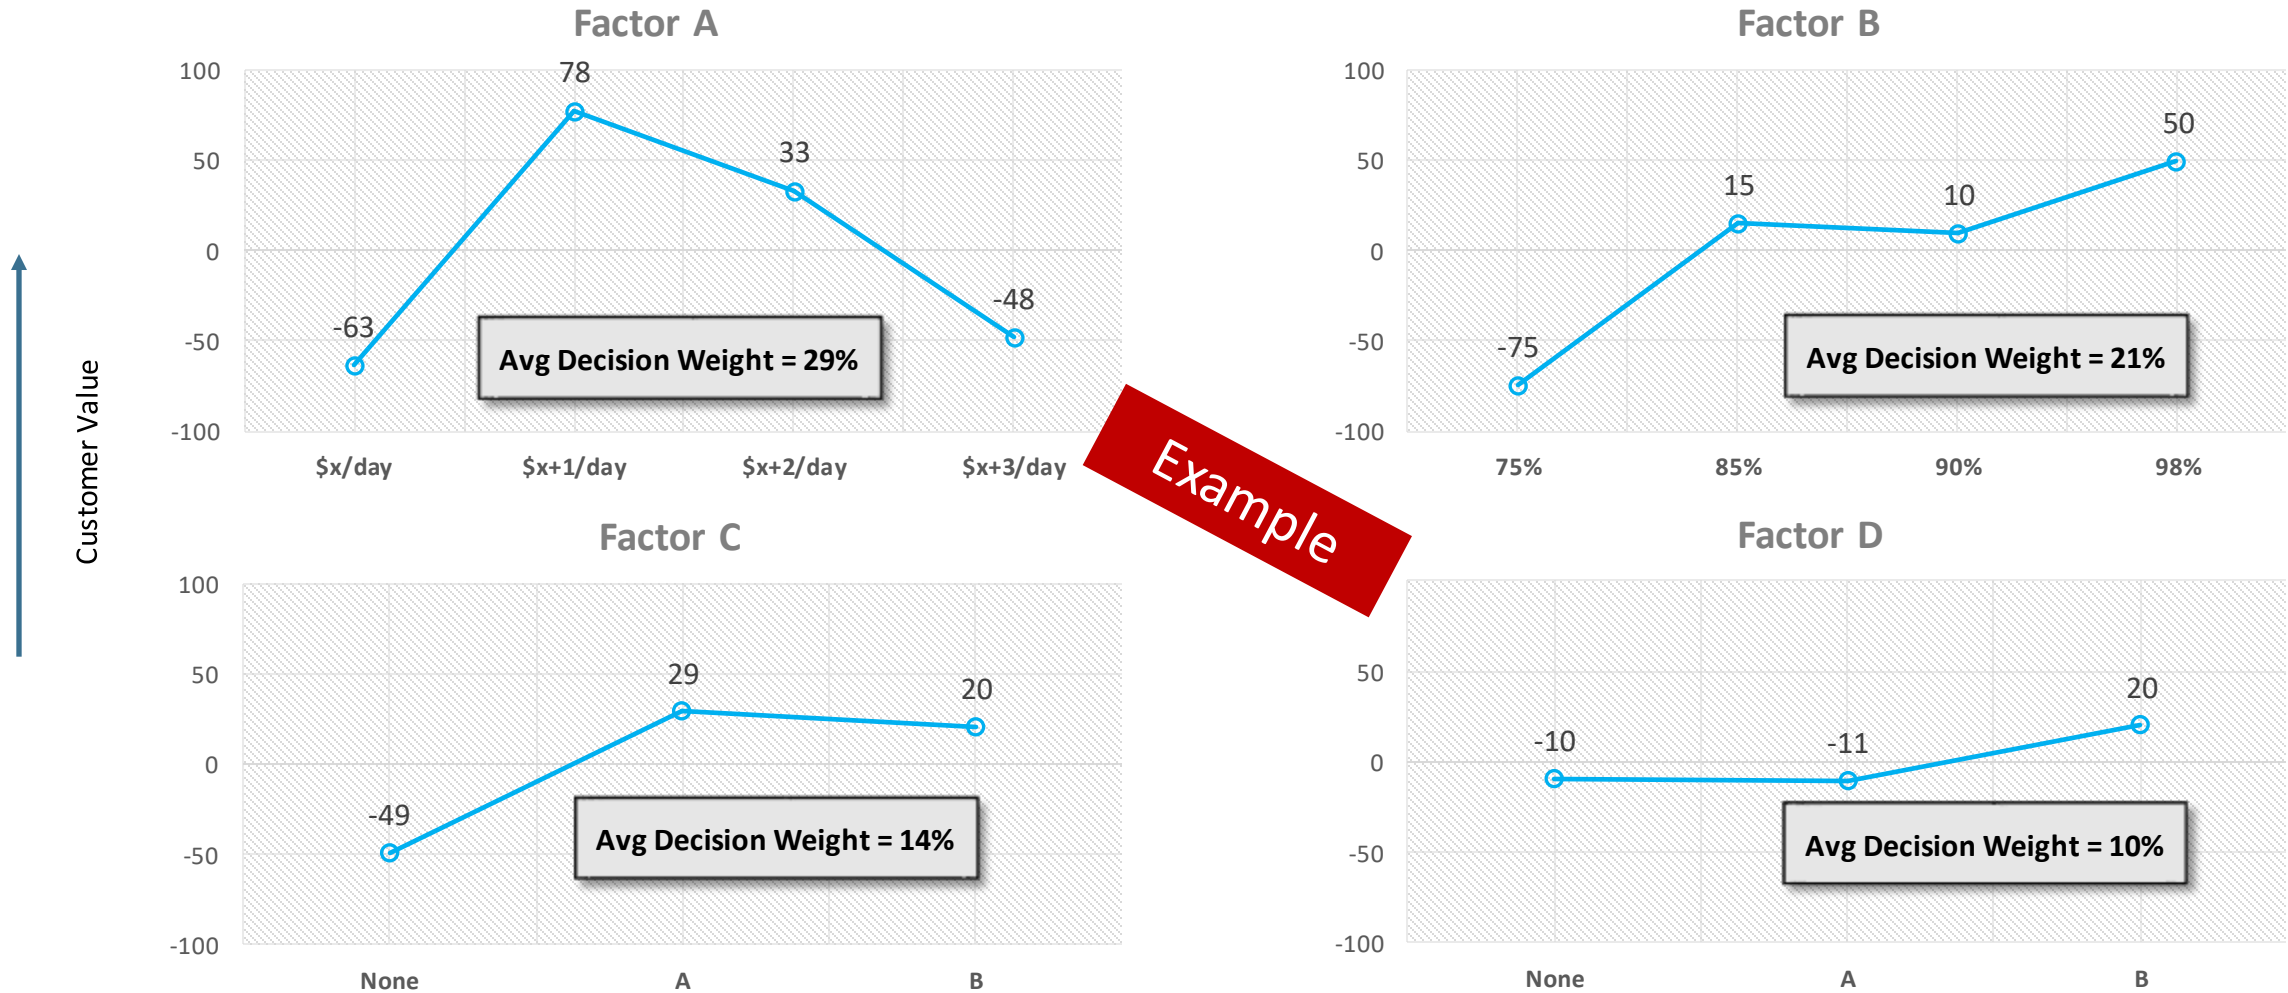 Factor A
100
50
0
-50
-100
78
33
-63
-48
Avg Decision Weight = 29%
$x/day
$x+1/day
$x+2/day
$x+3/day
Factor B
100
50
0
-50
-100
50
15
10
-75
Avg Decision Weight = 21%
75%
85%
90%
98%
Customer Value
Example
Factor C
100
50
0
-50
-100
29
20
-49
Avg Decision Weight = 14%
None
A
B
Factor D
50
0
-50
-100
20
-10
-11
Avg Decision Weight = 10%
None
A
B